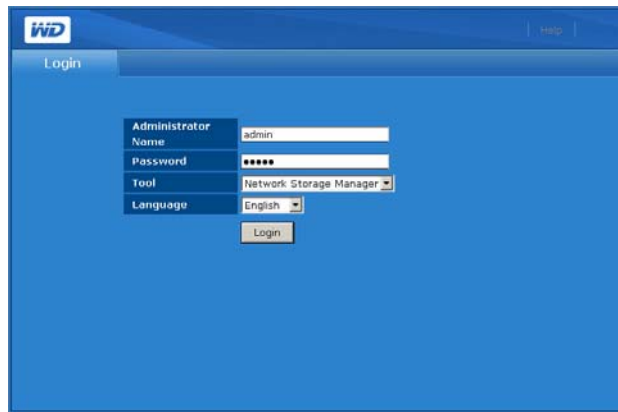 WD
Help
Login
Administrator
Name
admin
Password
•••••
Tool
Network Storage Manager
Language
English
Login